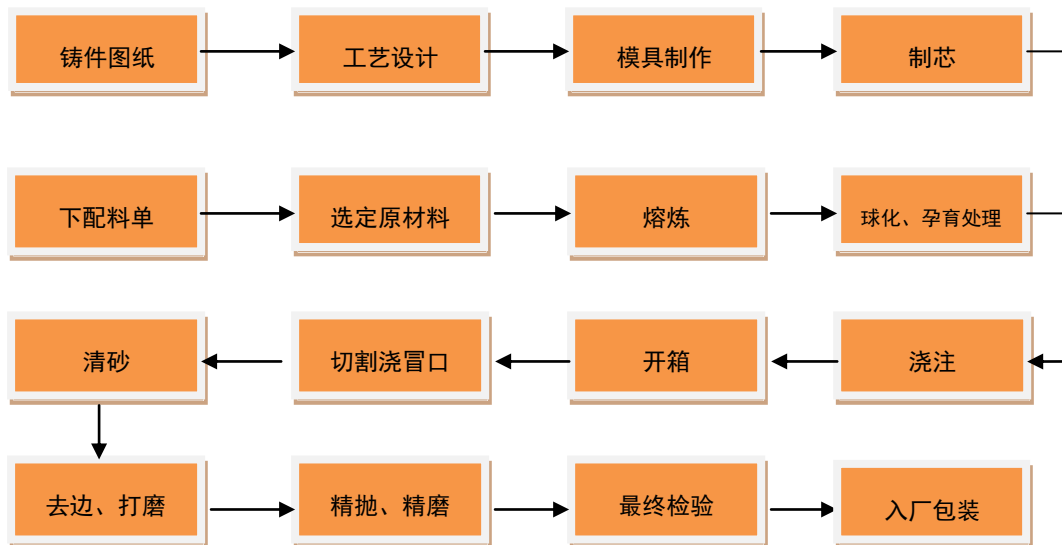 铸件图纸
工艺设计
模具制作
制芯
下配料单
选定原材料
熔炼
球化、孕育处理
清砂
切割浇冒口
开箱
浇注
去边、打磨
精抛、精磨
最终检验
入厂包装